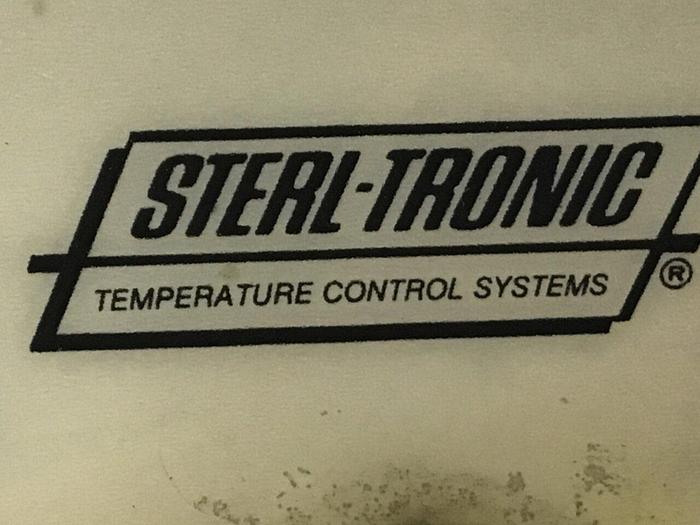 STERL-TRONIC
TEMPERATURE CONTROL SYSTEMS
®